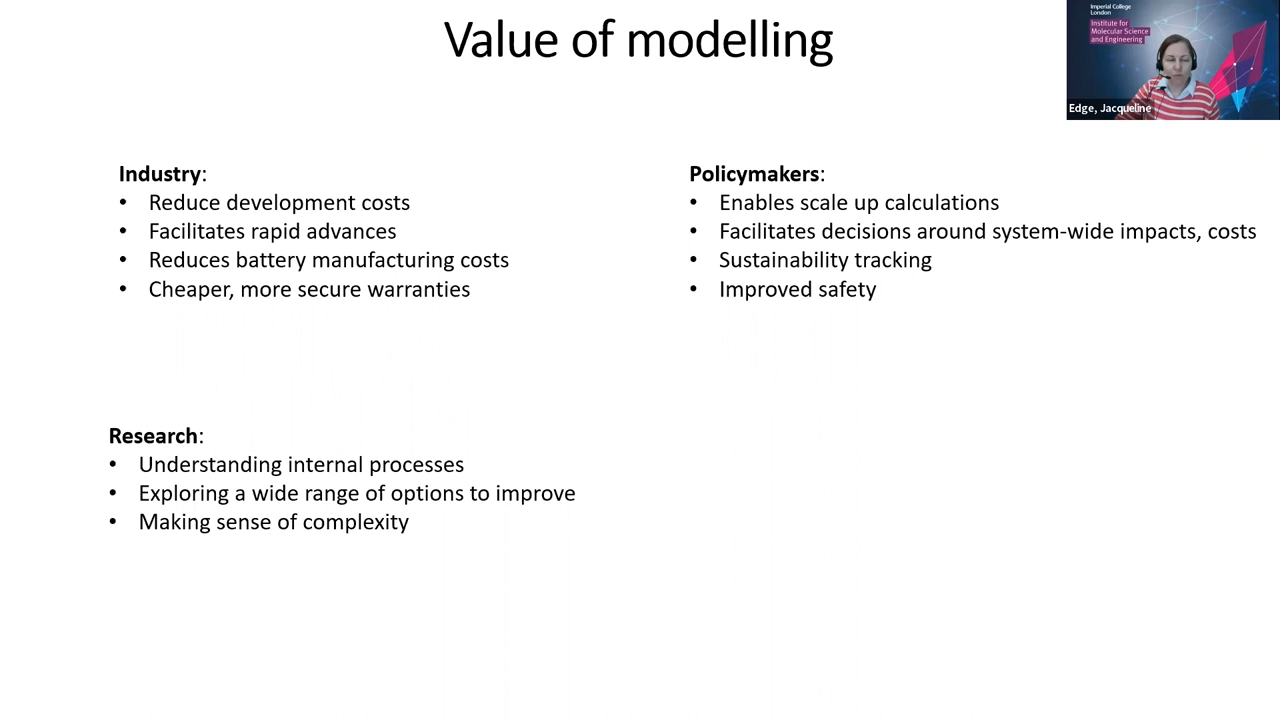 Value of modelling
Imperial College
London
Institute for
Molecular Science
and Engineering
Edge, Jacqueline
Industry:
• Reduce development costs
• Facilitates rapid advances
• Reduces battery manufacturing costs
• Cheaper, more secure warranties
Policymakers:
• Enables scale up calculations
• Facilitates decisions around system-wide impacts, costs
• Sustainability tracking
• Improved safety
Research:
• Understanding internal processes
• Exploring a wide range of options to improve
• Making sense of complexity